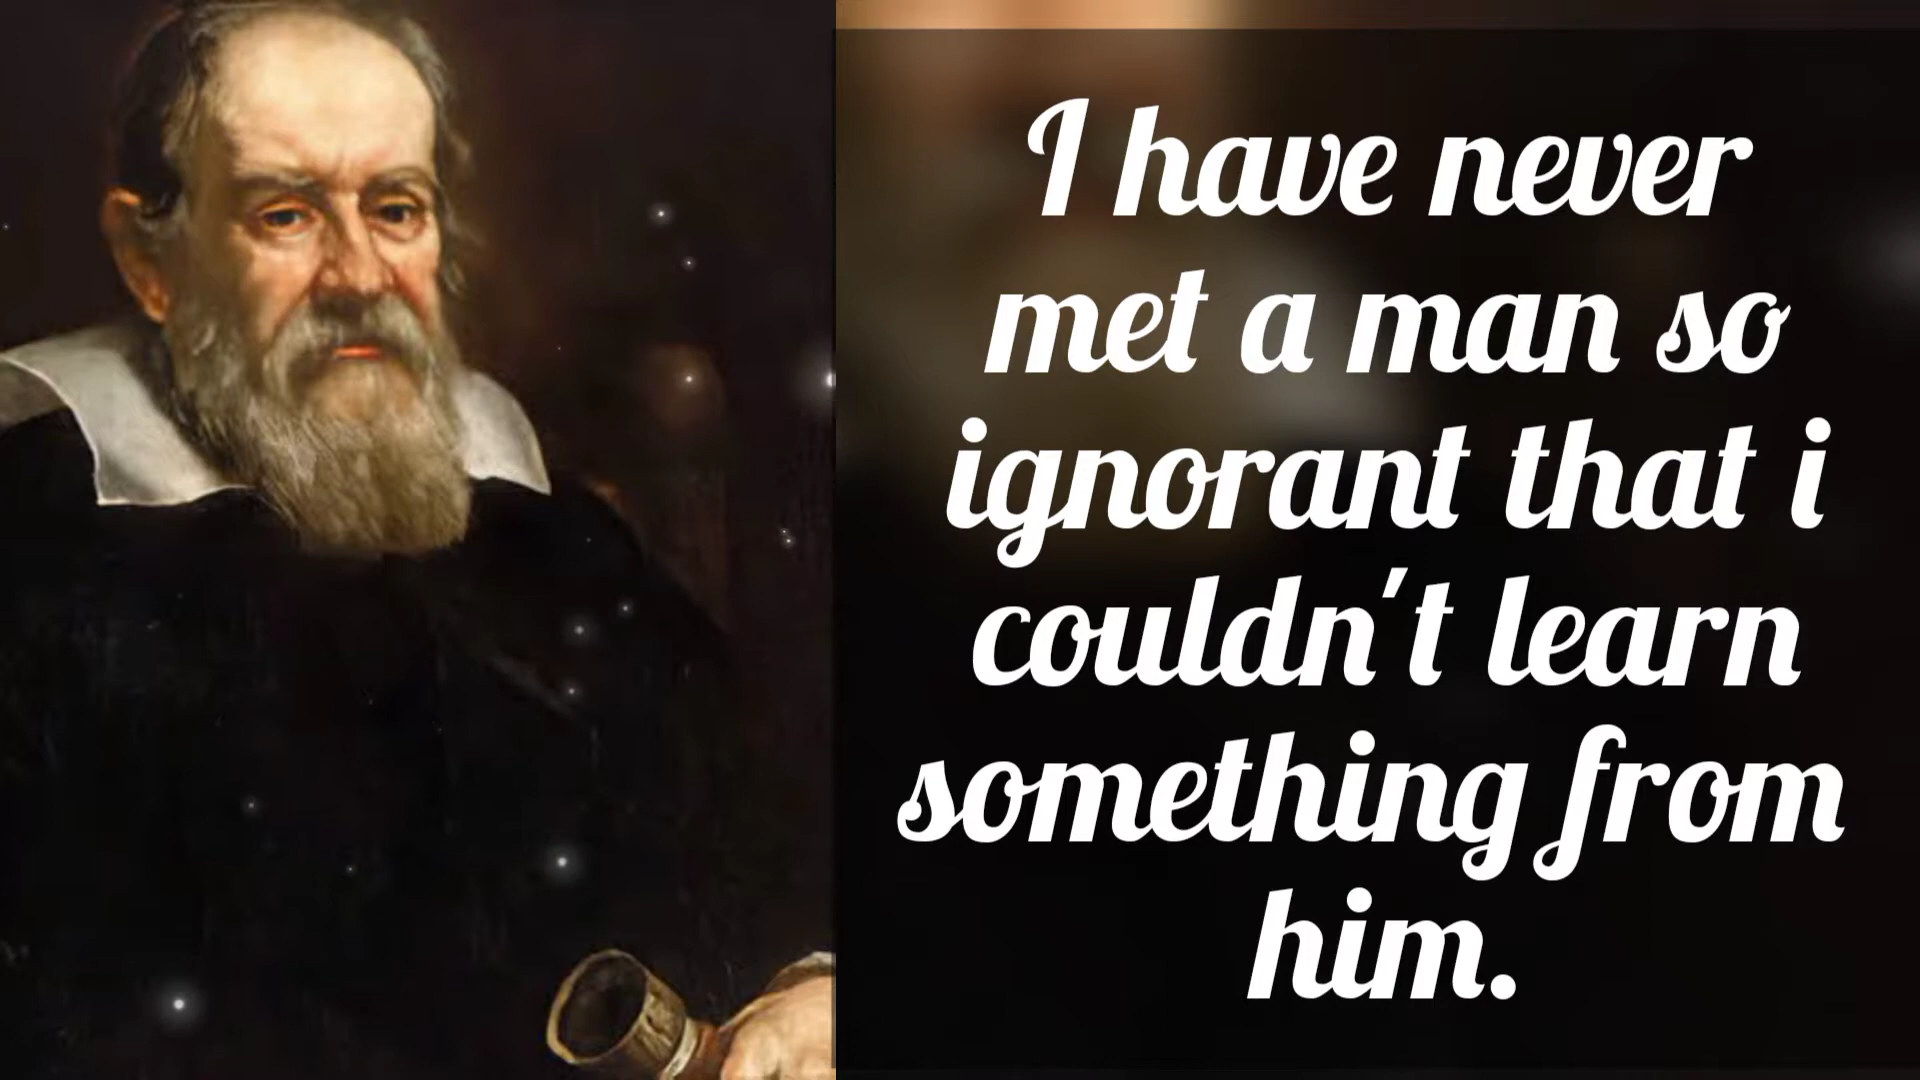 I have never
met a man so
ignorant that i
couldn't learn
something from
him.